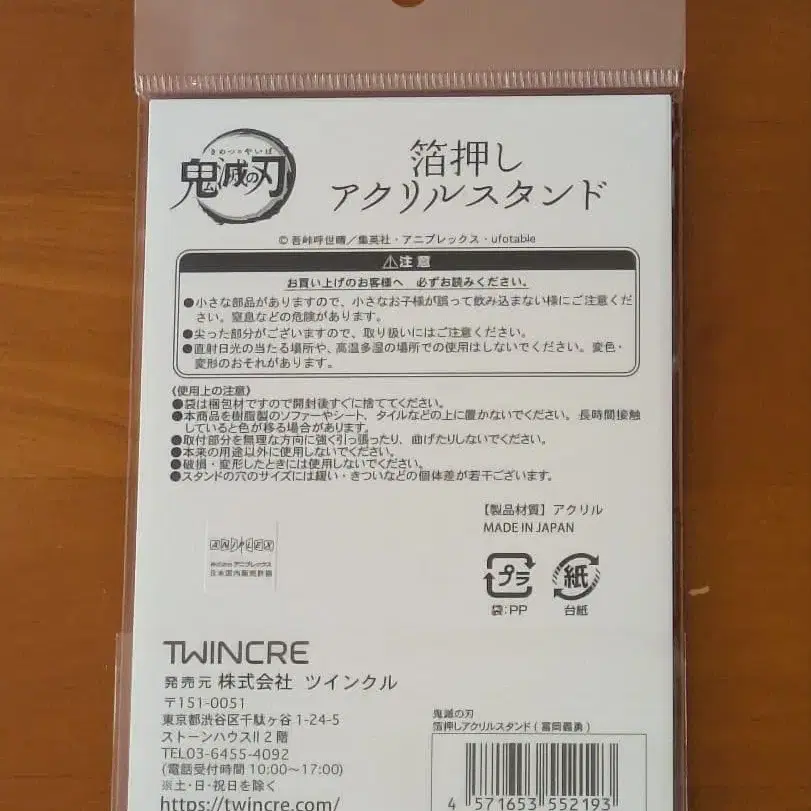 きめつのやいば
鬼滅の刃
箔押し
アクリルスタンド
© 吾峠呼世晴／集英社・アニプレックス・ufotable
⚠注意
お買い上げのお客様へ 必ずお読みください。
●小さな部品がありますので、小さなお子様が誤って飲み込まない様にご注意くだ
さい。窒息などの危険があります。
●尖った部分がございますので、取り扱いにはご注意ください。
●直射日光の当たる場所や、高温多湿の場所での使用はしないでください。変色・
変形のおそれがあります。
《使用上の注意》
●袋は梱包材ですので開封後すぐに捨ててください。
●本商品を樹脂製のソファーやシート、タイルなどの上に置かないでください。長時間接触
していると色が移る場合があります。
●取付部分を無理な方向に強く引っ張ったり、曲げたりしないでください。
●本来の用途以外に使用しないでください。
●破損・変形したときには使用しないでください。
●スタンドの穴のサイズには緩い・きついなどの個体差が若干ございます。
【製品材質】アクリル
MADE IN JAPAN
プラ
紙
袋:PP
台紙
ANIPLEX
株式会社 アニプレックス
日本国内販売許諾
TWINCRE
発売元 株式会社 ツインクル
〒151-0051
東京都渋谷区千駄ヶ谷 1-24-5
ストーンハウスII 2 階
TEL03-6455-4092
(電話受付時間 10:00～17:00)
※土・日・祝日を除く
https://twincre.com/
鬼滅の刃
箔押しアクリルスタンド ( 冨岡義勇 )
4 571653 552193